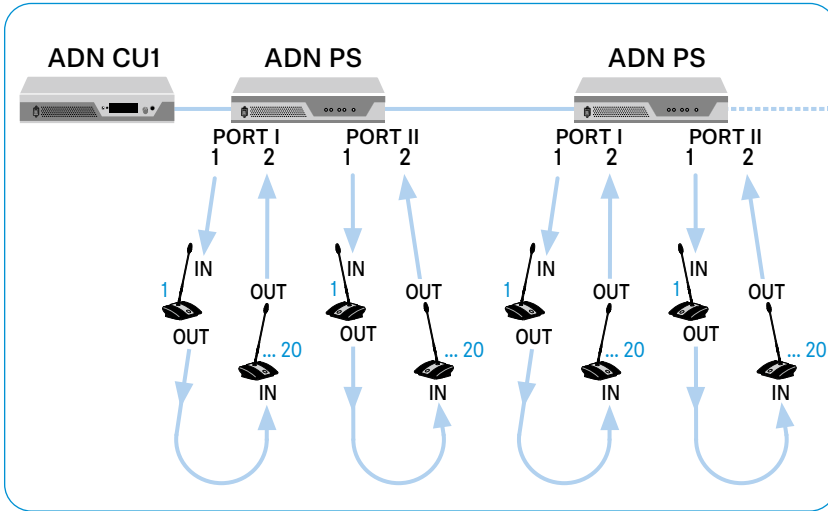 ADN CU1 ADN PS ADN PS
PORT I PORT II PORT I PORT II
1 2 1 2 1 2 1 2
IN IN IN IN
1 1 1 1
OUT OUT OUT OUT
OUT OUT OUT OUT
... 20 ... 20 ... 20 ... 20
IN IN IN IN